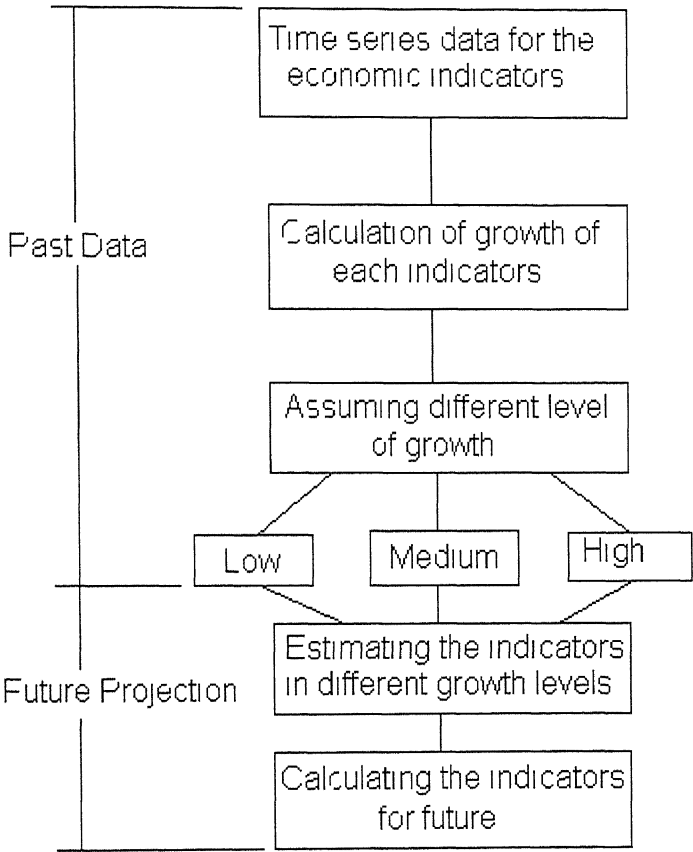 Time series data for the
economic indicators
Past Data
Calculation of growth of
each indicators
Assuming different level
of growth
Low
Medium
High
Future Projection
Estimating the indicators
in different growth levels
Calculating the indicators
for future